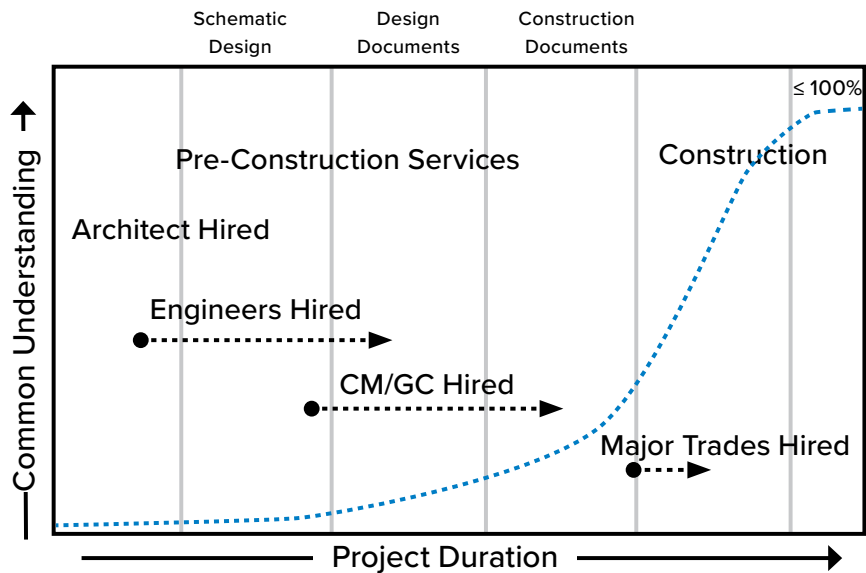 Schematic
Design
Design
Documents
Construction
Documents
≤ 100%
Pre-Construction Services
Construction
Architect Hired
Engineers Hired
CM/GC Hired
Major Trades Hired
Common Understanding
Project Duration